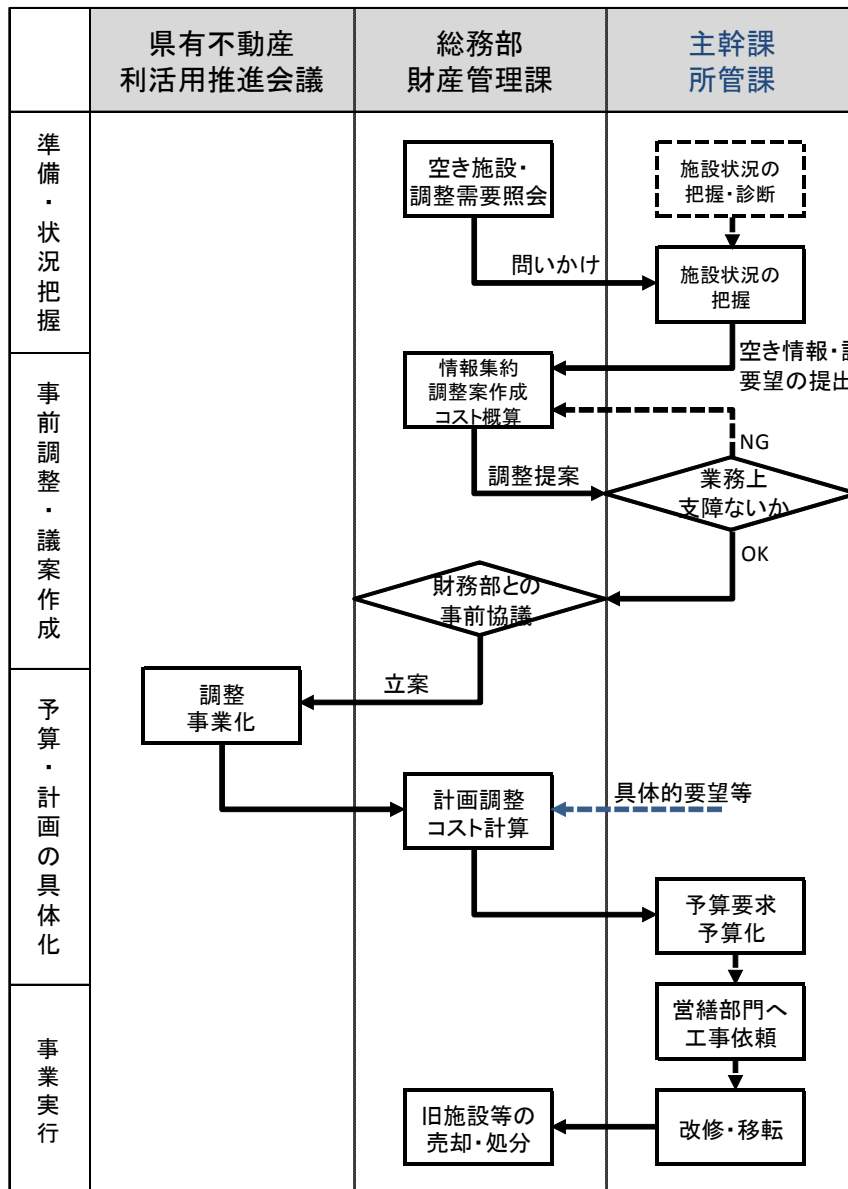 県有不動産
利活用推進会議
総務部
財産管理課
主幹課
所管課
準備・状況把握
空き施設・
調整需要照会
施設状況の
把握・診断
問いかけ
施設状況の
把握
空き情報・
要望の提出
事前調整・議案作成
情報集約
調整案作成
コスト概算
NG
調整提案
業務上
支障ないか
OK
財務部との
事前協議
予算・計画の具体化
立案
調整
事業化
計画調整
コスト計算
具体的要望等
予算要求
予算化
事業実行
営繕部門へ
工事依頼
旧施設等の
売却・処分
改修・移転